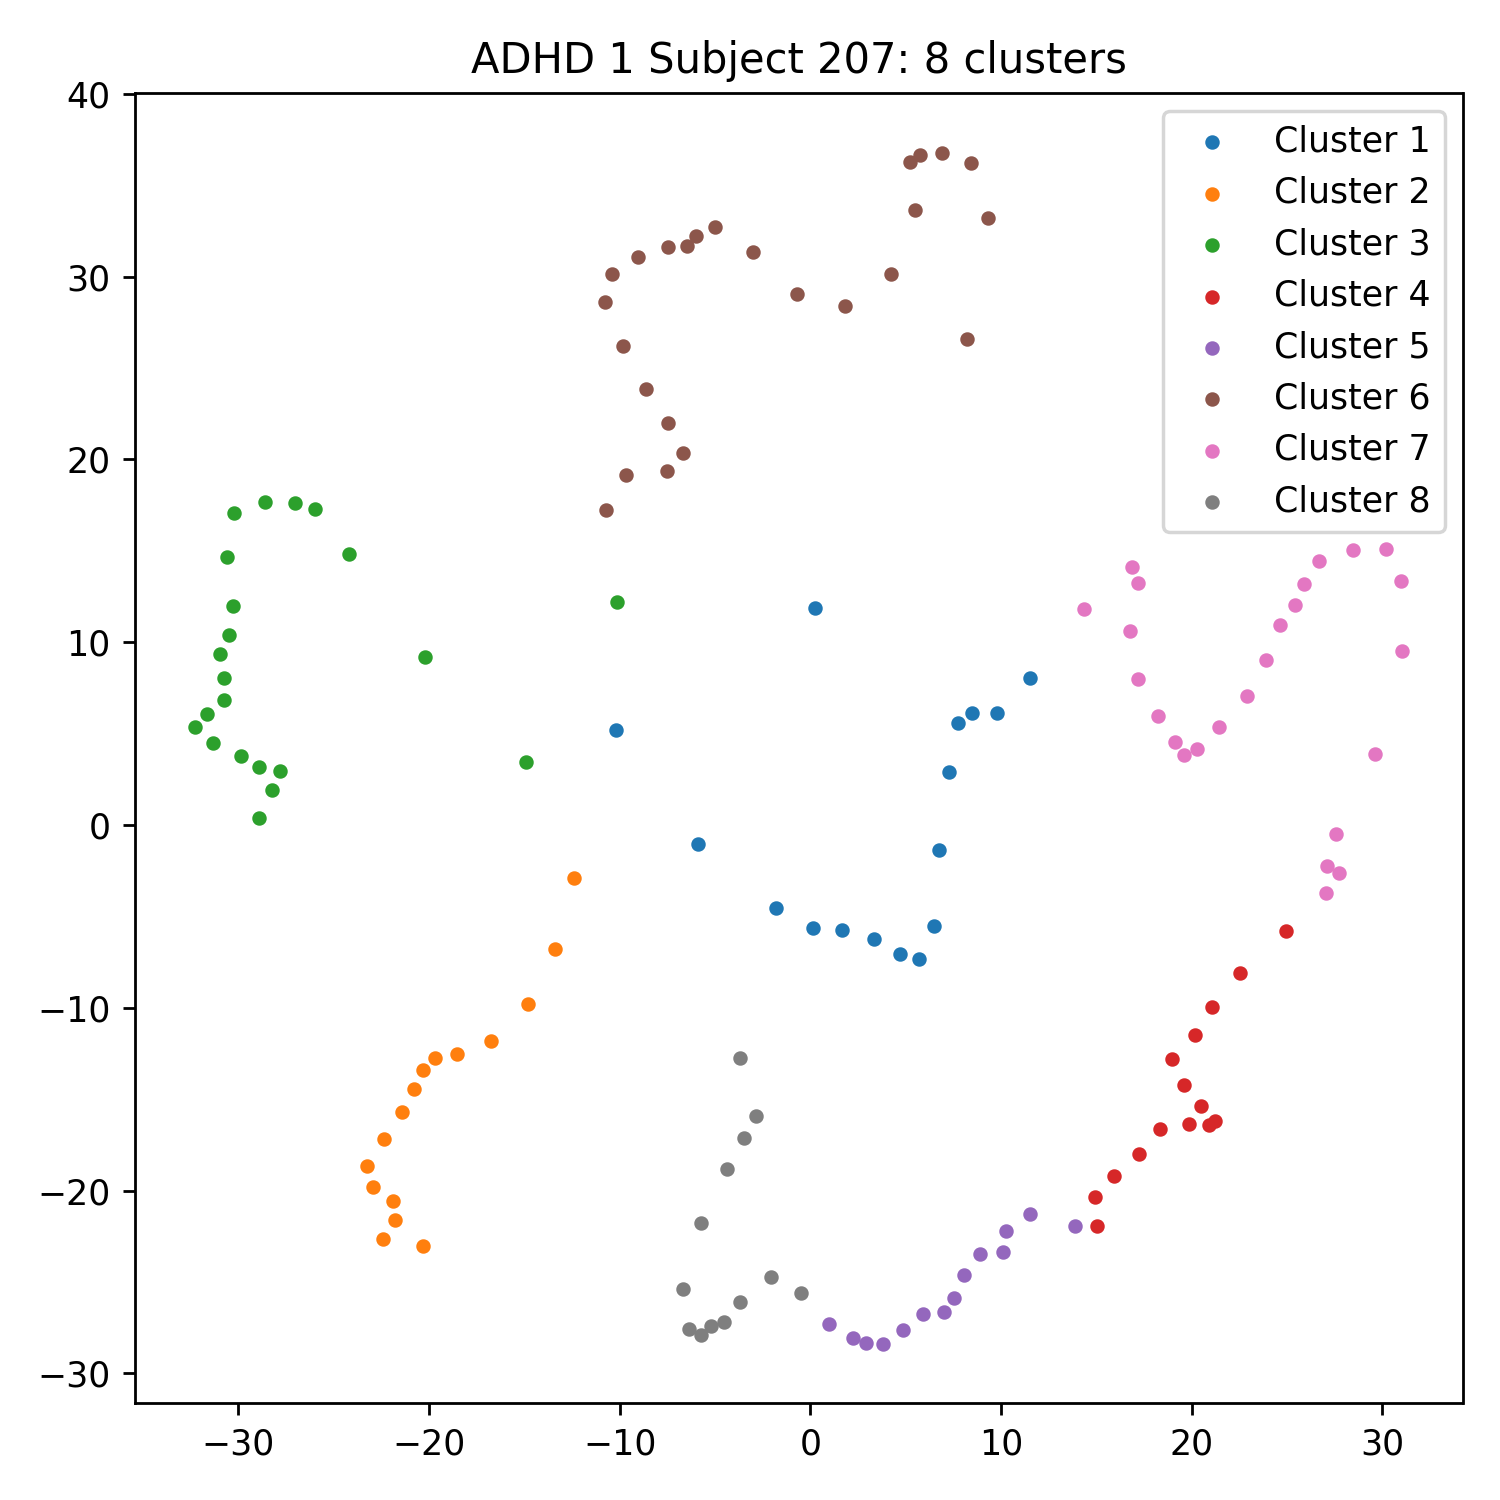 ADHD 1 Subject 207: 8 clusters
40
30
20
10
0
−10
−20
−30
−30 −20 −10 0 10 20 30
Cluster 1
Cluster 2
Cluster 3
Cluster 4
Cluster 5
Cluster 6
Cluster 7
Cluster 8